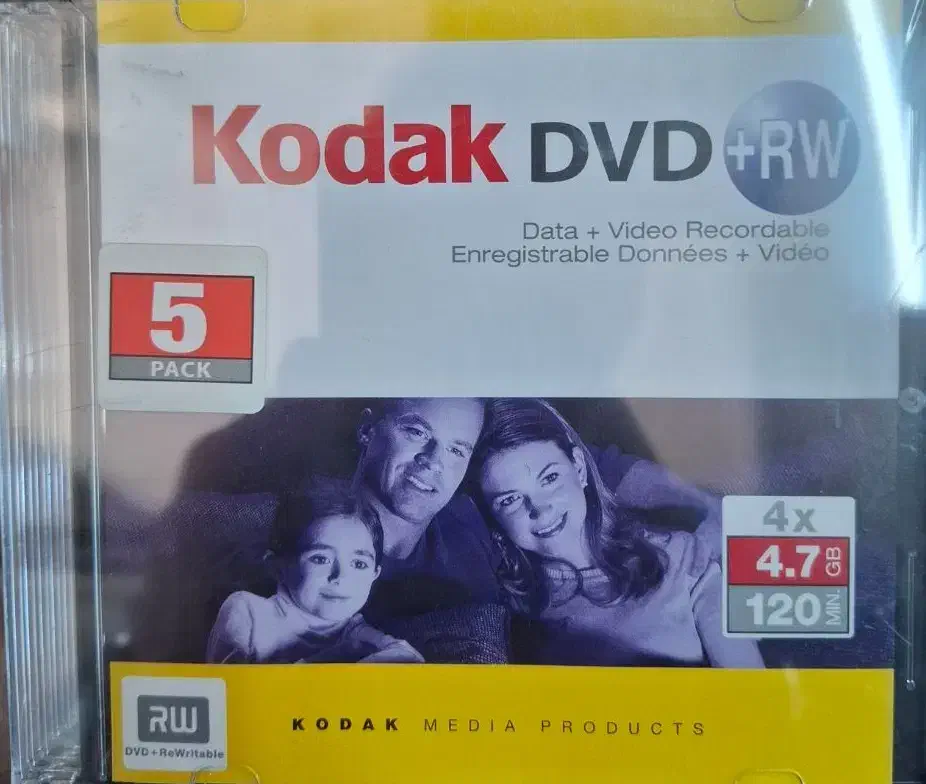 Kodak DVD +RW
Data + Video Recordable
Enregistrable Données + Vidéo
5
PACK
4x
4.7 GB
120 MIN.
RW
DVD+ReWritable
KODAK MEDIA PRODUCTS